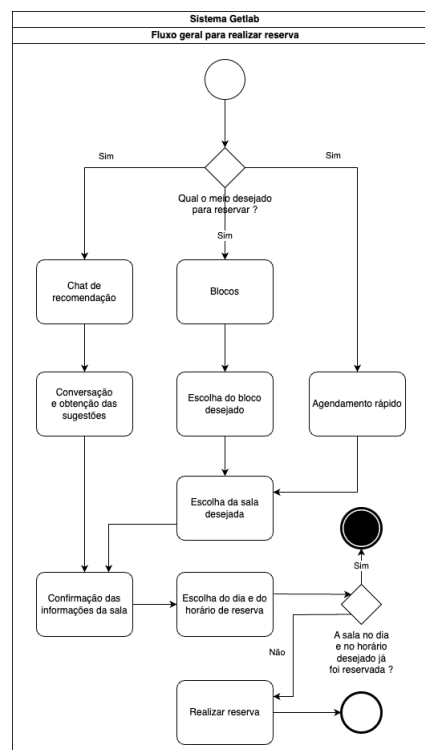 Sistema Getlab
Fluxo geral para realizar reserva
Sim
Sim
Qual o meio desejado
para reservar ?
Sim
Chat de
recomendação
Blocos
Conversação
e obtenção das
sugestões
Escolha do bloco
desejado
Agendamento rápido
Escolha da sala
desejada
Confirmação das
informações da sala
Escolha do dia e do
horário de reserva
Sim
A sala no dia
e no horário
desejado já
foi reservada ?
Não
Realizar reserva